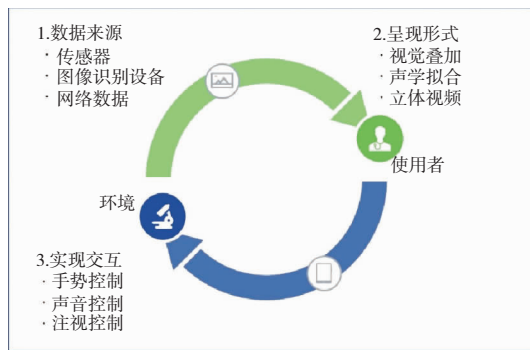 1.数据来源
· 传感器
· 图像识别设备
· 网络数据
2.呈现形式
· 视觉叠加
· 声学拟合
· 立体视频
使用者
环境
3.实现交互
· 手势控制
· 声音控制
· 注视控制